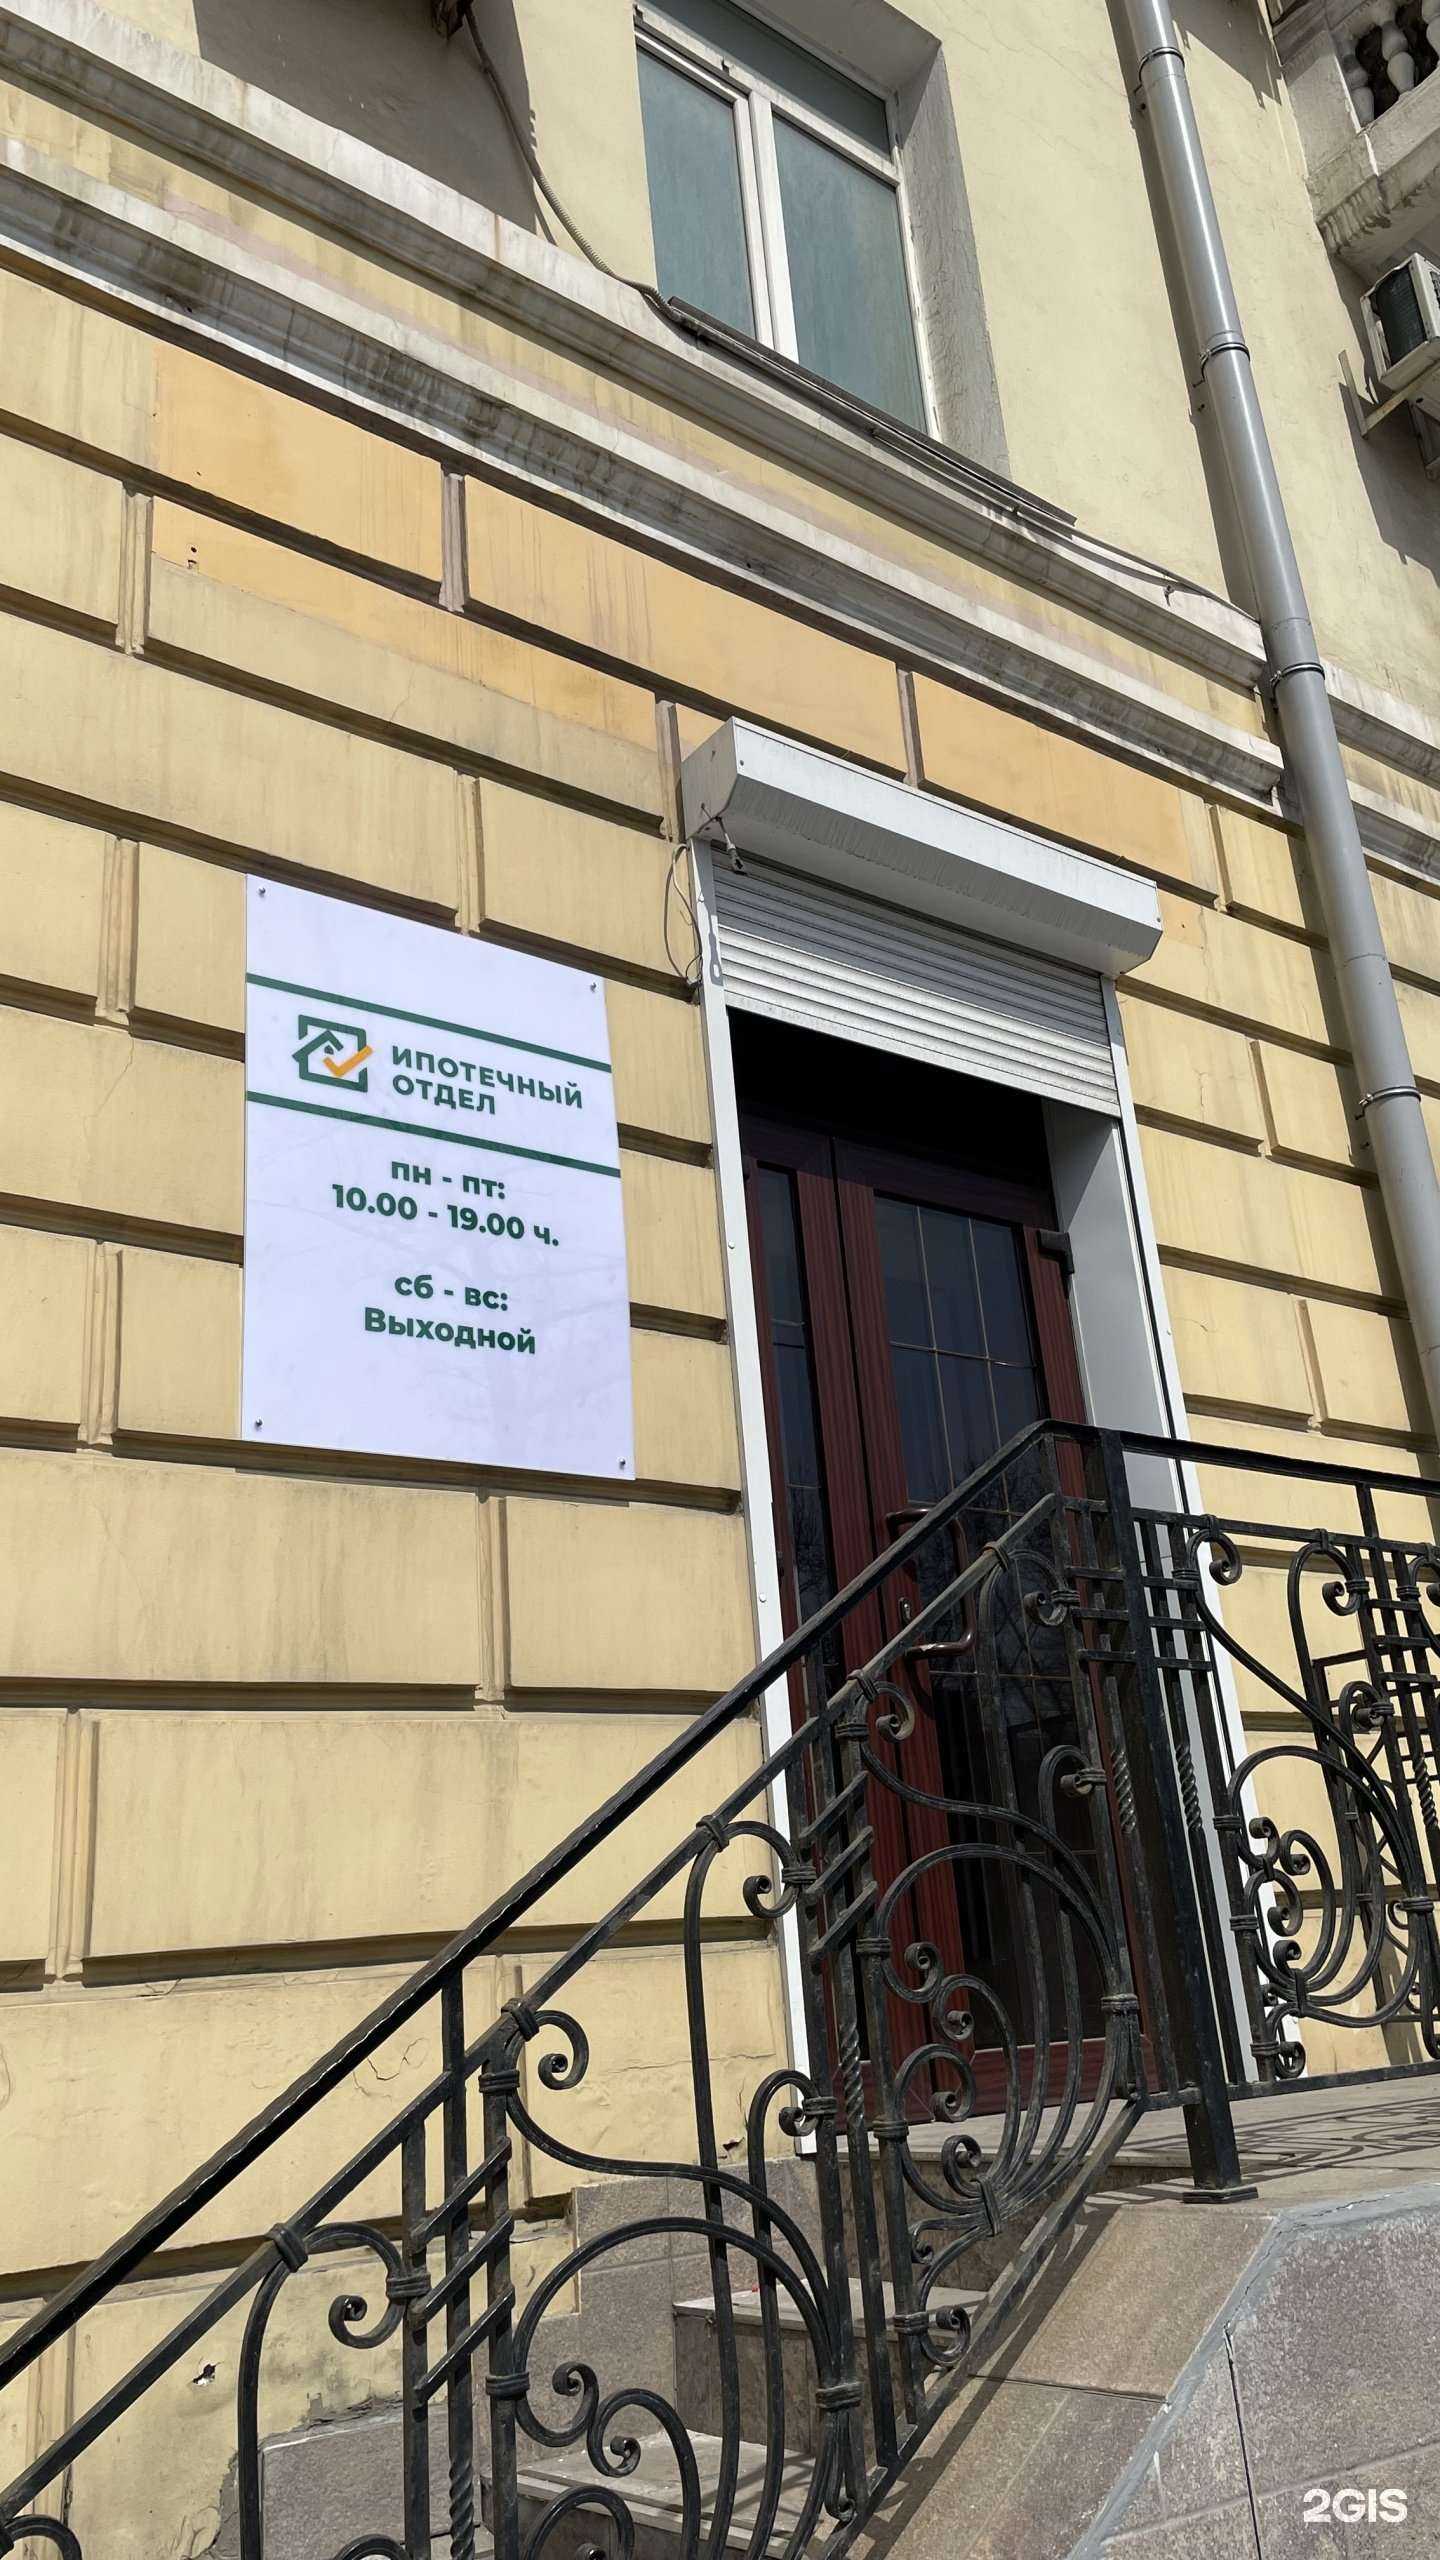 ИПОТЕЧНЫЙ
ОТДЕЛ
пн - пт:
10.00 - 19.00 ч.
сб - вс:
Выходной
2GIS